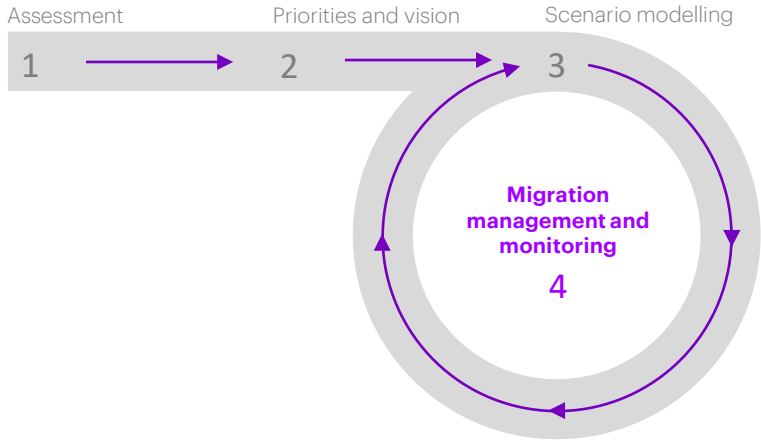 Assessment
Priorities and vision
Scenario modelling
1
2
3
Migration
management and
monitoring
4